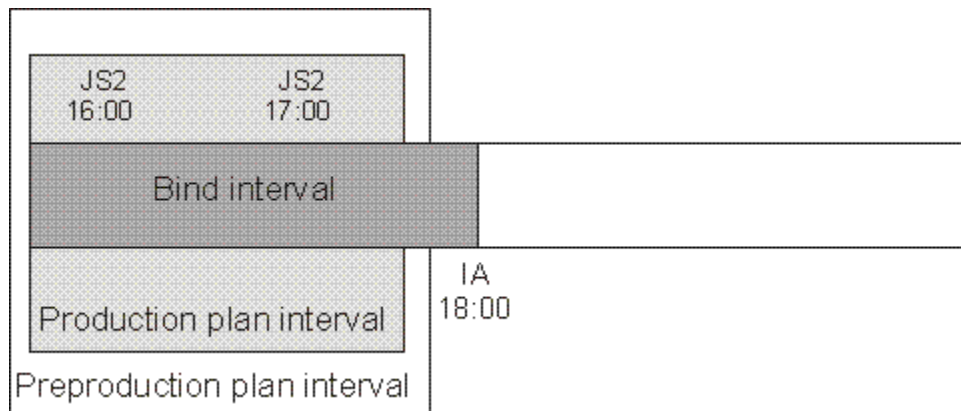 JS2 JS2
16:00 17:00
Bind interval
IA
18:00
Production plan interval
Preproduction plan interval